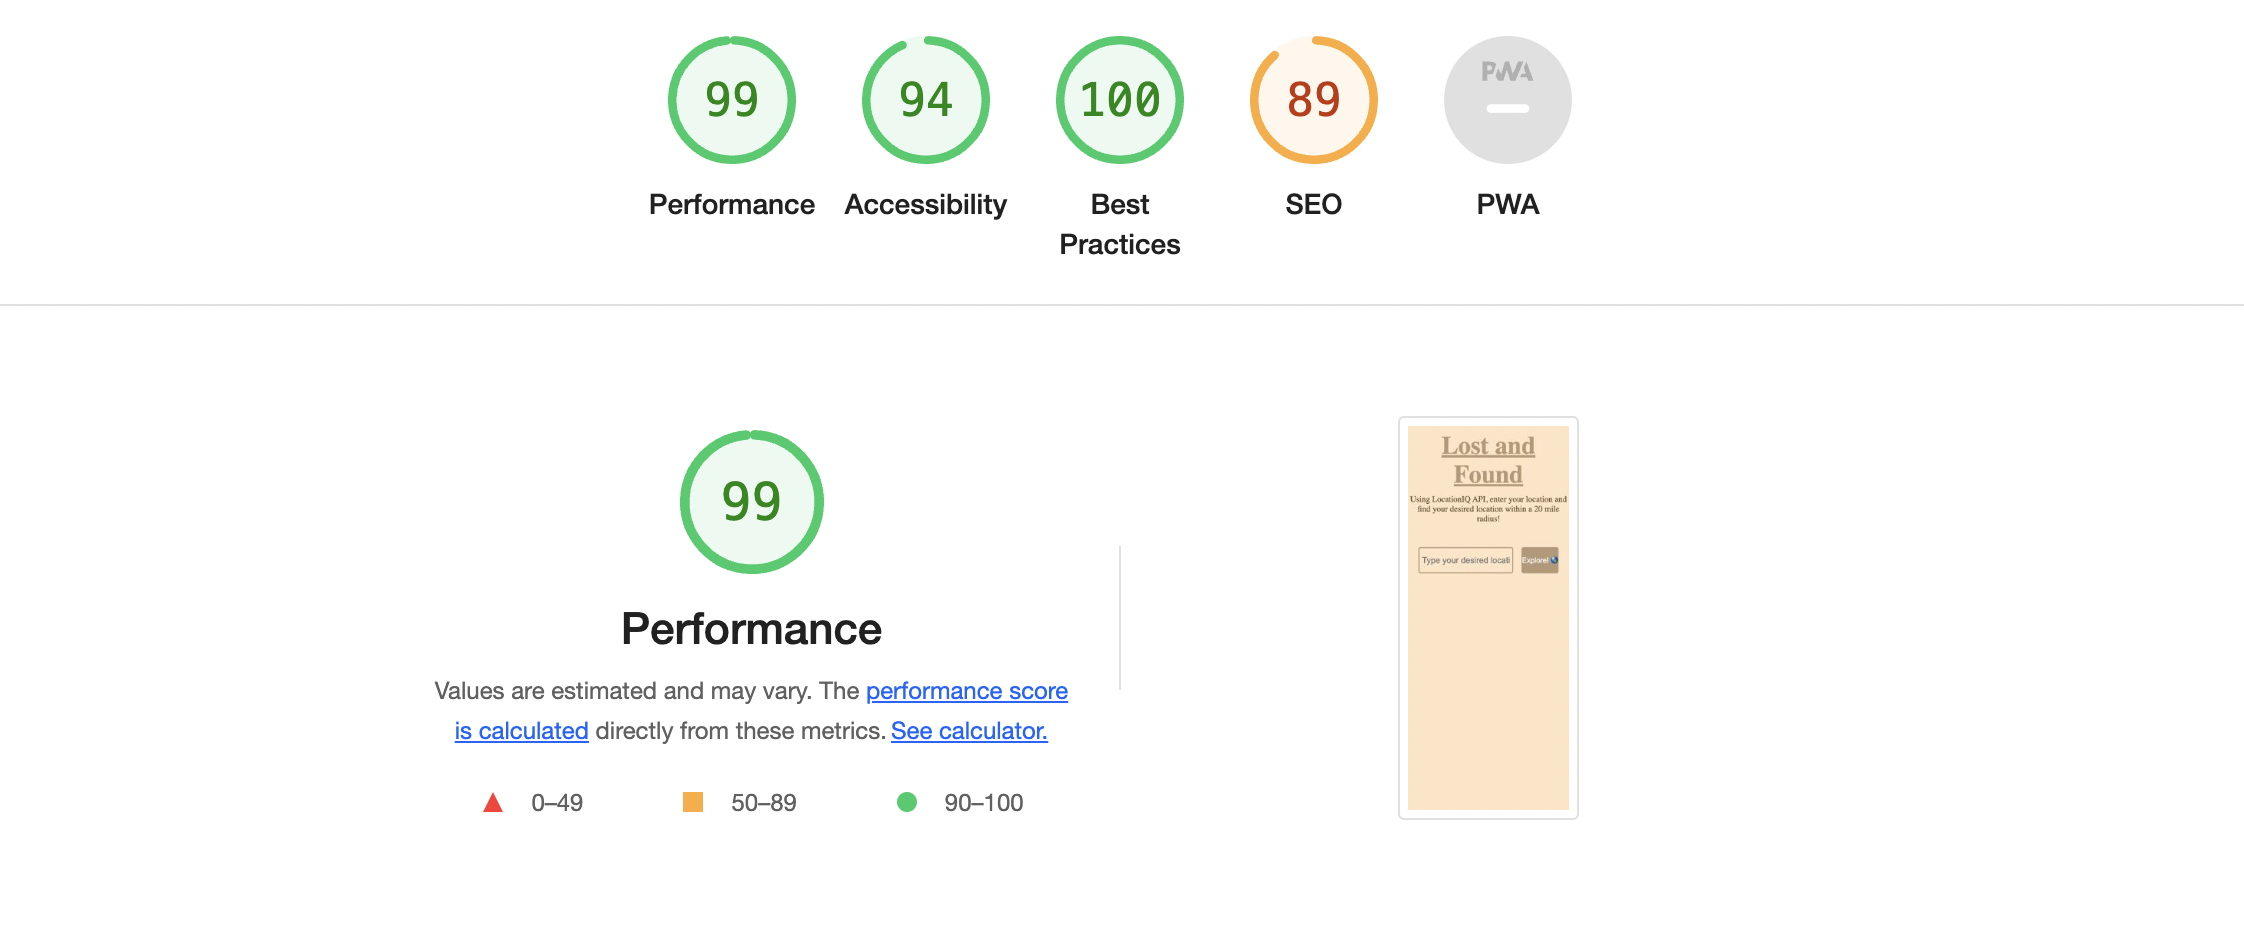 99
94
100
89
PWA
Performance
Accessibility
Best
Practices
SEO
PWA
99
Performance
Values are estimated and may vary. The performance score
is calculated directly from these metrics. See calculator.
0–49
50–89
90–100
Lost and
Found
Using LocationIQ API, enter your location and
find your desired location within a 20 mile
radius!
Type your desired locati
Explore!